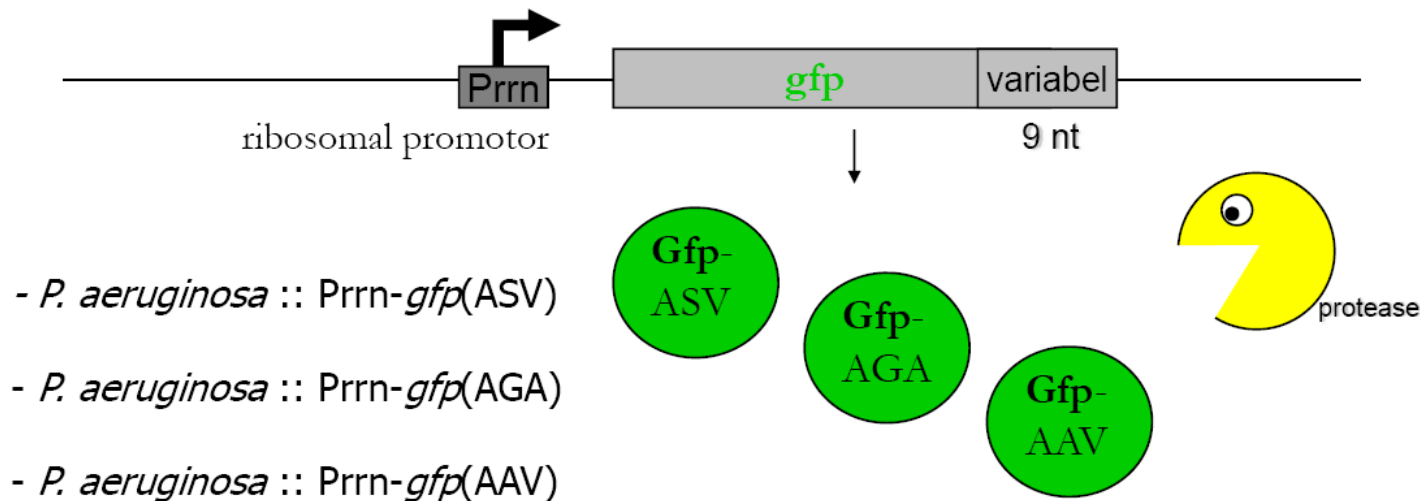 Prrn
gfp
variabel
ribosomal promotor
9 nt
Gfp-
ASV
- P. aeruginosa :: Prrn-gfp(ASV)
Gfp-
AGA
protease
- P. aeruginosa :: Prrn-gfp(AGA)
Gfp-
AAV
- P. aeruginosa :: Prrn-gfp(AAV)